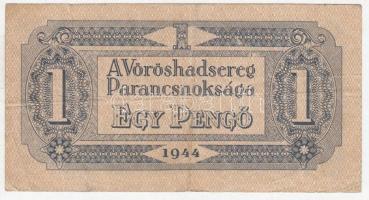 1
A Vöröshadsereg
Parancsnoksága
1 EGY PENGŐ 1
1944